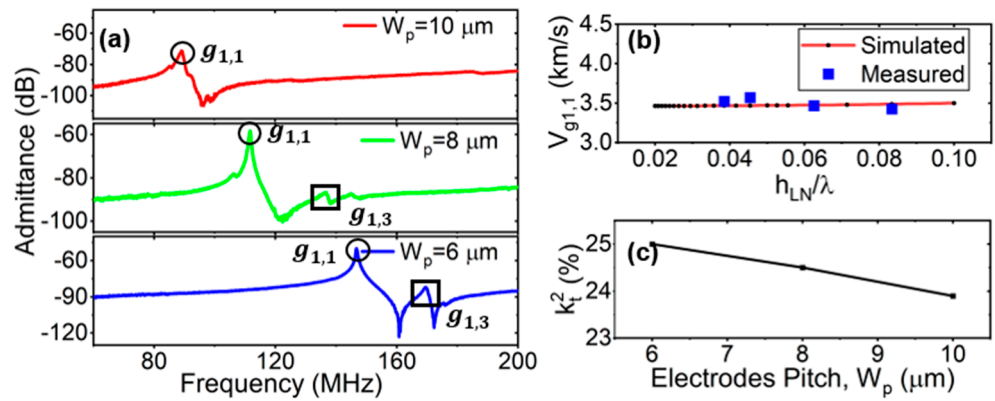 (a)
g1,1
Wp=10 μm
-60
-80
-100
g1,1
Wp=8 μm
g1,3
-60
-80
-100
g1,1
Wp=6 μm
g1,3
-60
-90
-120
Admittance (dB)
80 120 160 200
Frequency (MHz)
(b)
Simulated
Measured
4.5
4.0
3.5
3.0
Vg1,1 (km/s)
0.02 0.04 0.06 0.08 0.10
hLN/λ
(c)
25
24
23
kt2 (%)
6 7 8 9 10
Electrodes Pitch, Wp (μm)